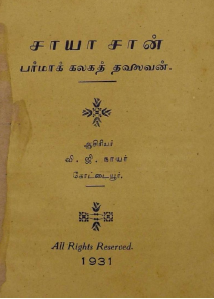 சாயா சான்
பர்மாக் கலகத் தலைவன்.
ஆசிரியர்
வி. ஜி. நாயர்
கோட்டையூர்.
All Rights Reserved.
1931